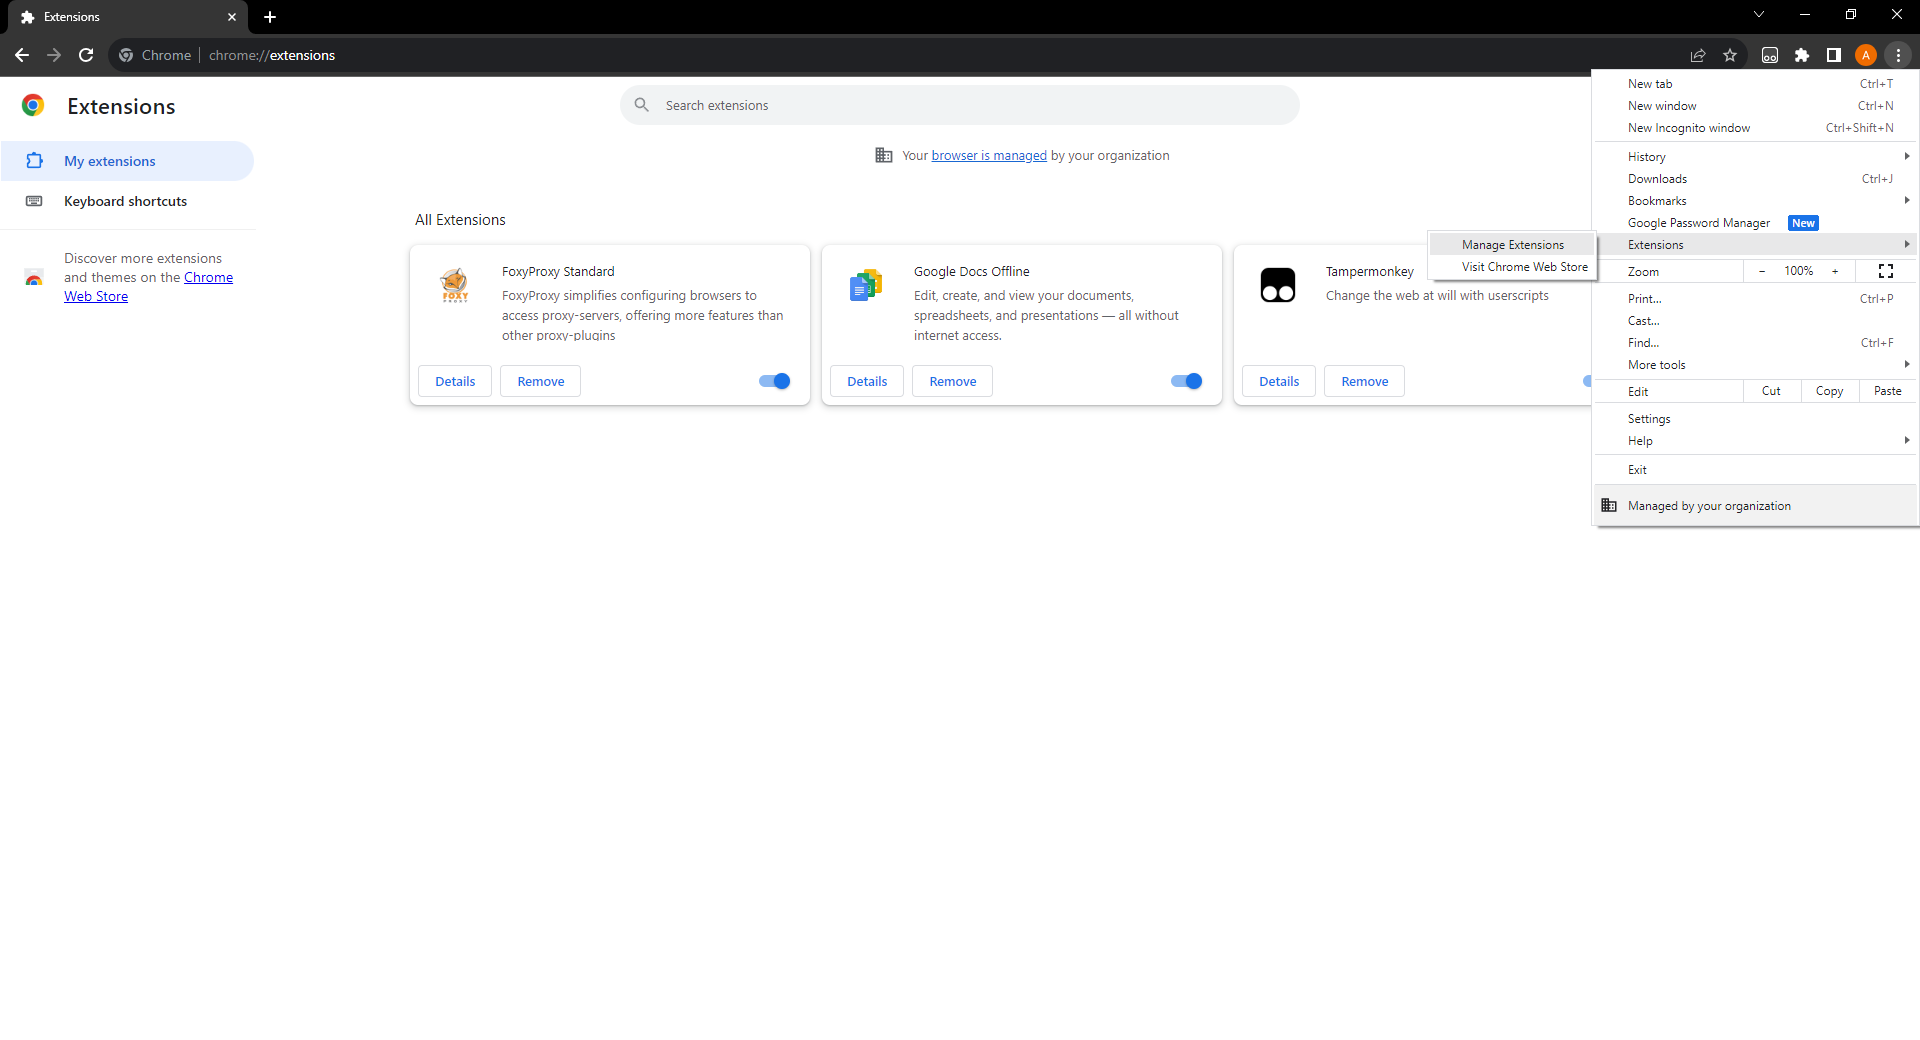 Extensions
Chrome
chrome://extensions
A
Extensions
Search extensions
My extensions
Keyboard shortcuts
Your browser is managed by your organization
Discover more extensions
and themes on the Chrome
Web Store
All Extensions
FoxyProxy Standard
FoxyProxy simplifies configuring browsers to
access proxy-servers, offering more features than
other proxy-plugins
FOXY
PROXY
Details
Remove
Google Docs Offline
Edit, create, and view your documents,
spreadsheets, and presentations — all without
internet access.
Details
Remove
Tampermonkey
Change the web at will with userscripts
Details
Remove
Manage Extensions
Visit Chrome Web Store
New tab Ctrl+T
New window Ctrl+N
New Incognito window Ctrl+Shift+N
History
Downloads Ctrl+J
Bookmarks
Google Password Manager New
Extensions
Zoom − 100% +
Print... Ctrl+P
Cast...
Find... Ctrl+F
More tools
Edit Cut Copy Paste
Settings
Help
Exit
Managed by your organization